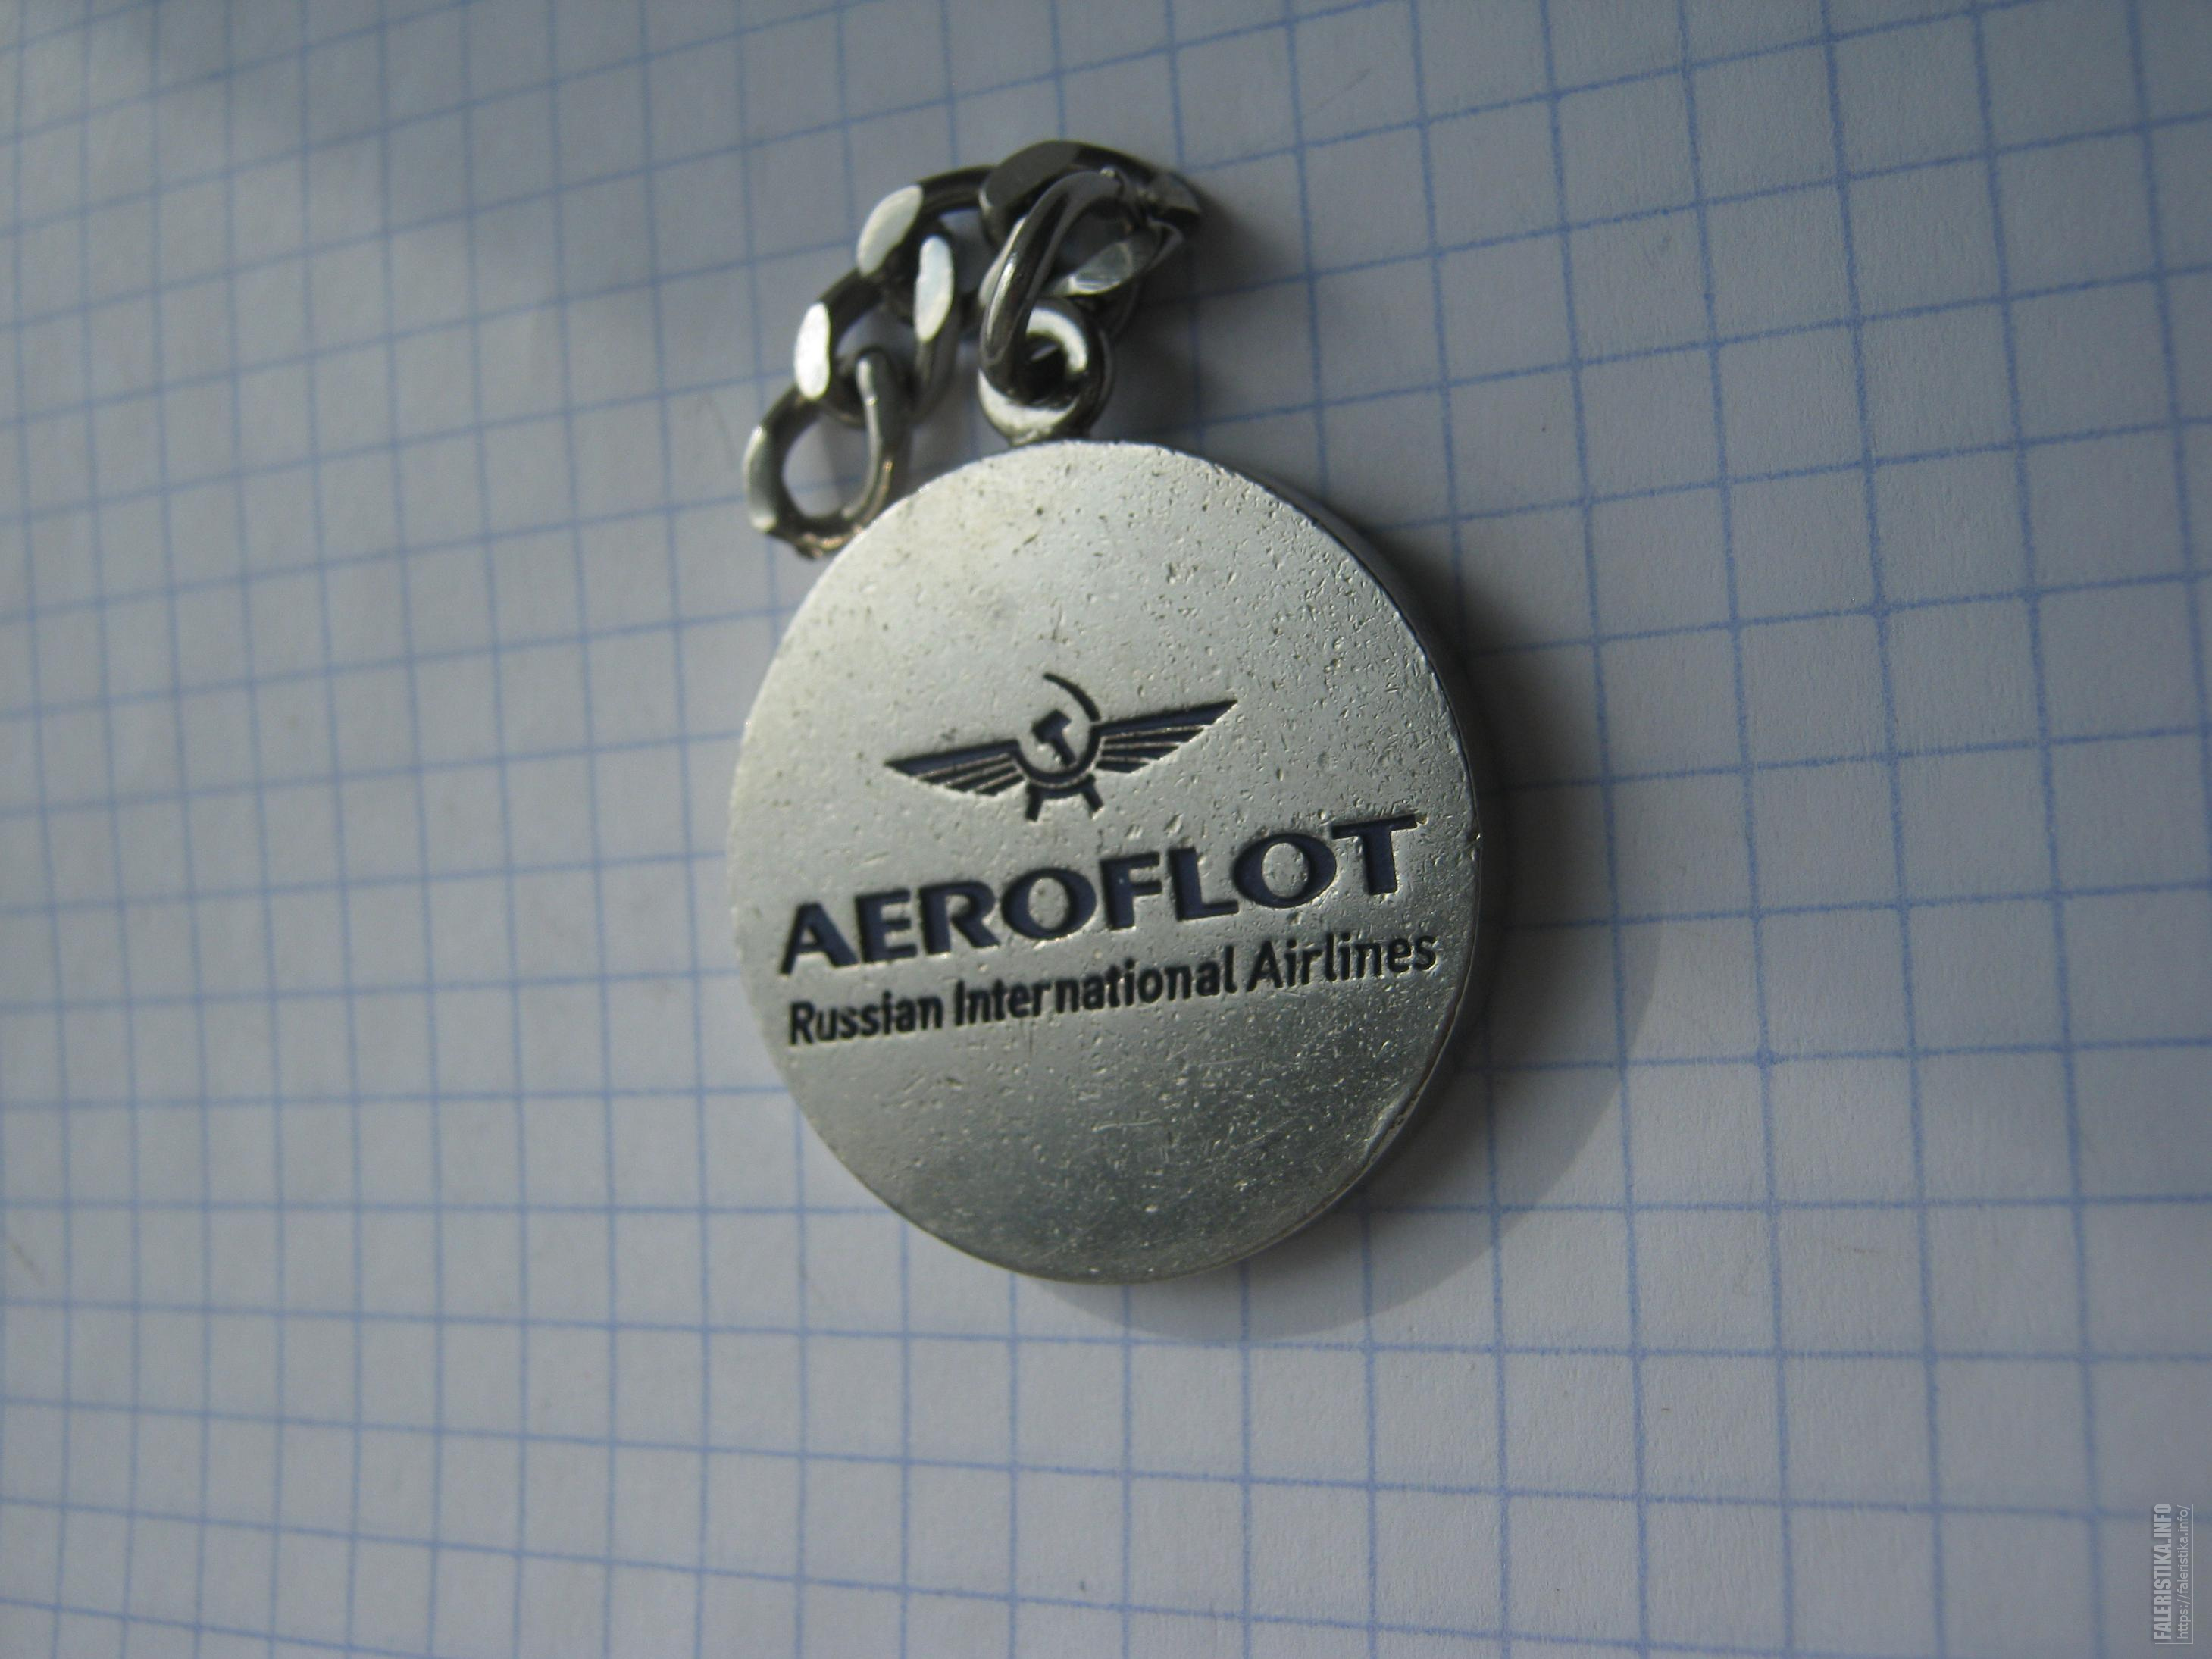 AEROFLOT
Russian International Airlines
FALERISTIKA.INFO
https://faleristika.info/